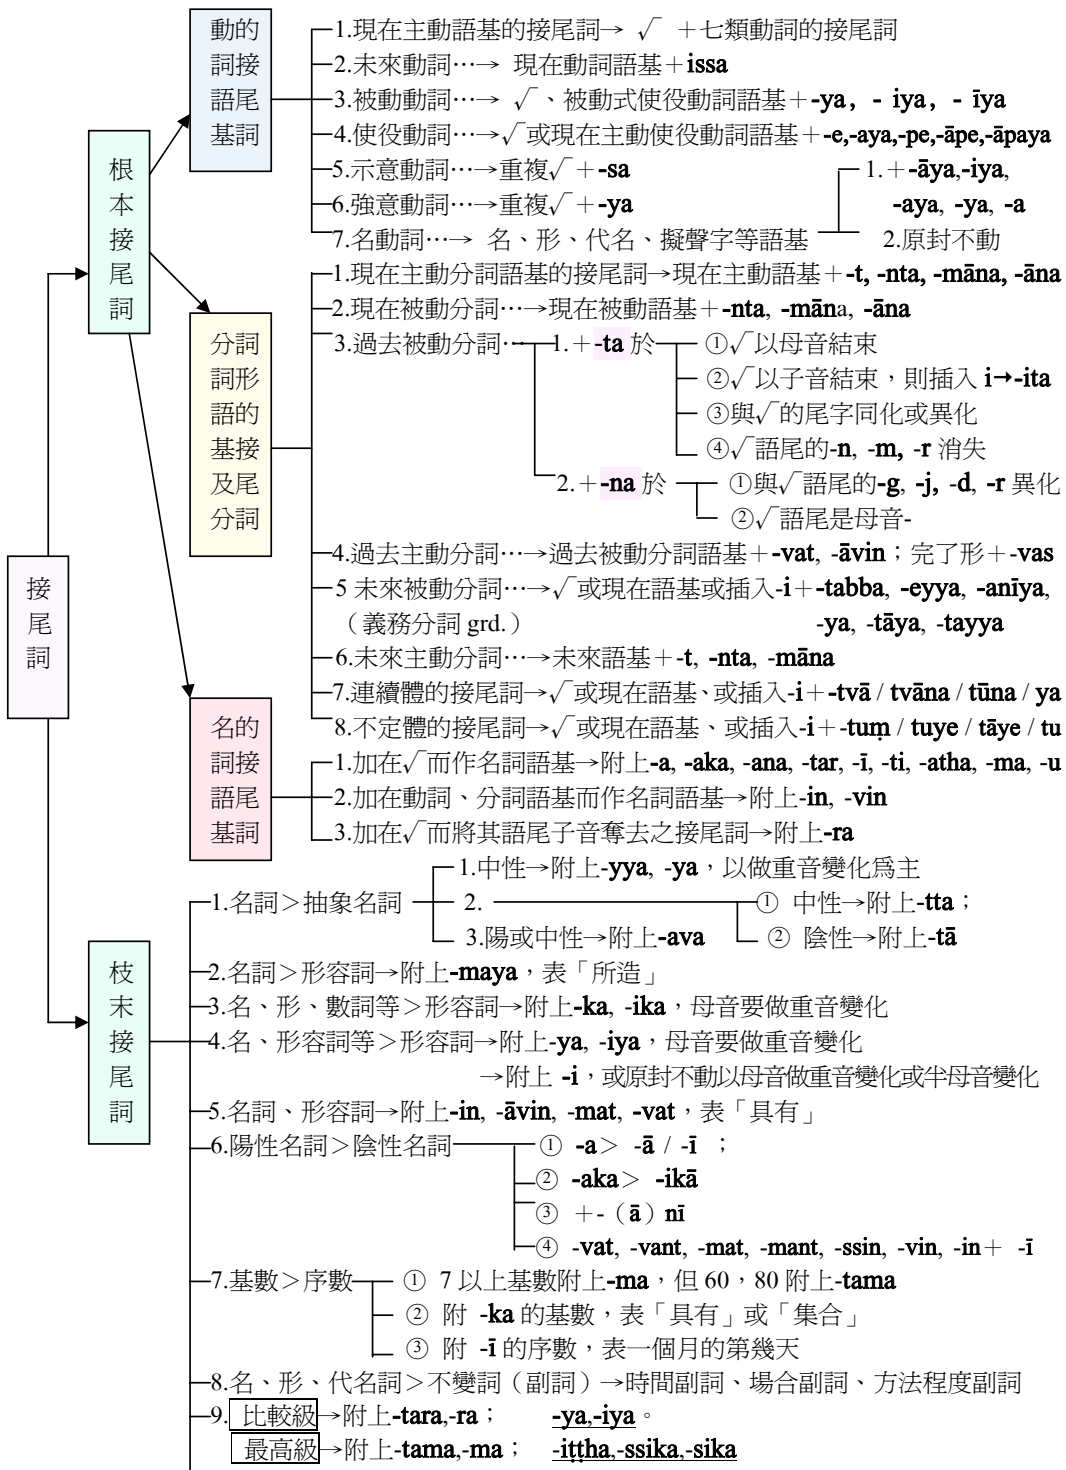 接尾詞
根本接尾詞
動的
詞接
語尾
基詞
1.現在主動語基的接尾詞→ √ ＋七類動詞的接尾詞
2.未來動詞…→ 現在動詞語基＋issa
3.被動動詞…→ √、被動式使役動詞語基＋-ya, - iya, - īya
4.使役動詞…→√或現在主動使役動詞語基＋-e,-aya,-pe,-āpe,-āpaya
5.示意動詞…→重複√＋-sa
6.強意動詞…→重複√＋-ya
7.名動詞…→ 名、形、代名、擬聲字等語基
1.＋-āya,-iya,
-aya, -ya, -a
2.原封不動
分詞
詞形
語的
基接
及尾
分詞
1.現在主動分詞語基的接尾詞→現在主動語基＋-t, -nta, -māna, -āna
2.現在被動分詞…→現在被動語基＋-nta, -māna, -āna
3.過去被動分詞…
1.＋-ta 於
①√以母音結束
②√以子音結束，則插入 i→-ita
③與√的尾字同化或異化
④√語尾的-n, -m, -r 消失
2.＋-na 於
①與√語尾的-g, -j, -d, -r 異化
②√語尾是母音-
4.過去主動分詞…→過去被動分詞語基＋-vat, -āvin；完了形＋-vas
5 未來被動分詞…→√或現在語基或插入-i＋-tabba, -eyya, -anīya,
（義務分詞 grd.） -ya, -tāya, -tayya
6.未來主動分詞…→未來語基＋-t, -nta, -māna
7.連續體的接尾詞→√或現在語基、或插入-i＋-tvā / tvāna / tūna / ya
8.不定體的接尾詞→√或現在語基、或插入-i＋-tuṃ / tuye / tāye / tu
名的
詞接
語尾
基詞
1.加在√而作名詞語基→附上-a, -aka, -ana, -tar, -ī, -ti, -atha, -ma, -u
2.加在動詞、分詞語基而作名詞語基→附上-in, -vin
3.加在√而將其語尾子音奪去之接尾詞→附上-ra
枝末接尾詞
1.名詞＞抽象名詞
1.中性→附上-yya, -ya，以做重音變化爲主
2.
① 中性→附上-tta；
② 陰性→附上-tā
3.陽或中性→附上-ava
2.名詞＞形容詞→附上-maya，表「所造」
3.名、形、數詞等＞形容詞→附上-ka, -ika，母音要做重音變化
4.名、形容詞等＞形容詞→附上-ya, -iya，母音要做重音變化
→附上 -i，或原封不動以母音做重音變化或半母音變化
5.名詞、形容詞→附上-in, -āvin, -mat, -vat，表「具有」
6.陽性名詞＞陰性名詞
① -a＞ -ā / -ī ；
② -aka＞ -ikā
③ ＋-（ā）nī
④ -vat, -vant, -mat, -mant, -ssin, -vin, -in＋ -ī
7.基數＞序數
① 7 以上基數附上-ma，但 60，80 附上-tama
② 附 -ka 的基數，表「具有」或「集合」
③ 附 -ī 的序數，表一個月的第幾天
8.名、形、代名詞＞不變詞（副詞）→時間副詞、場合副詞、方法程度副詞
9. 比較級→附上-tara,-ra； -ya,-iya。
最高級→附上-tama,-ma； -iṭṭha,-ssika,-sika